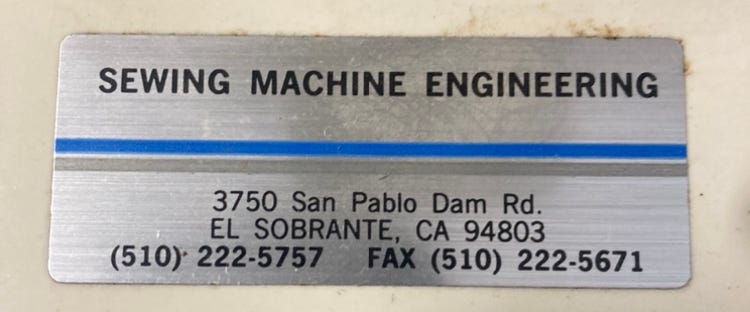 SEWING MACHINE ENGINEERING
3750 San Pablo Dam Rd.
EL SOBRANTE, CA 94803
(510) 222-5757 FAX (510) 222-5671